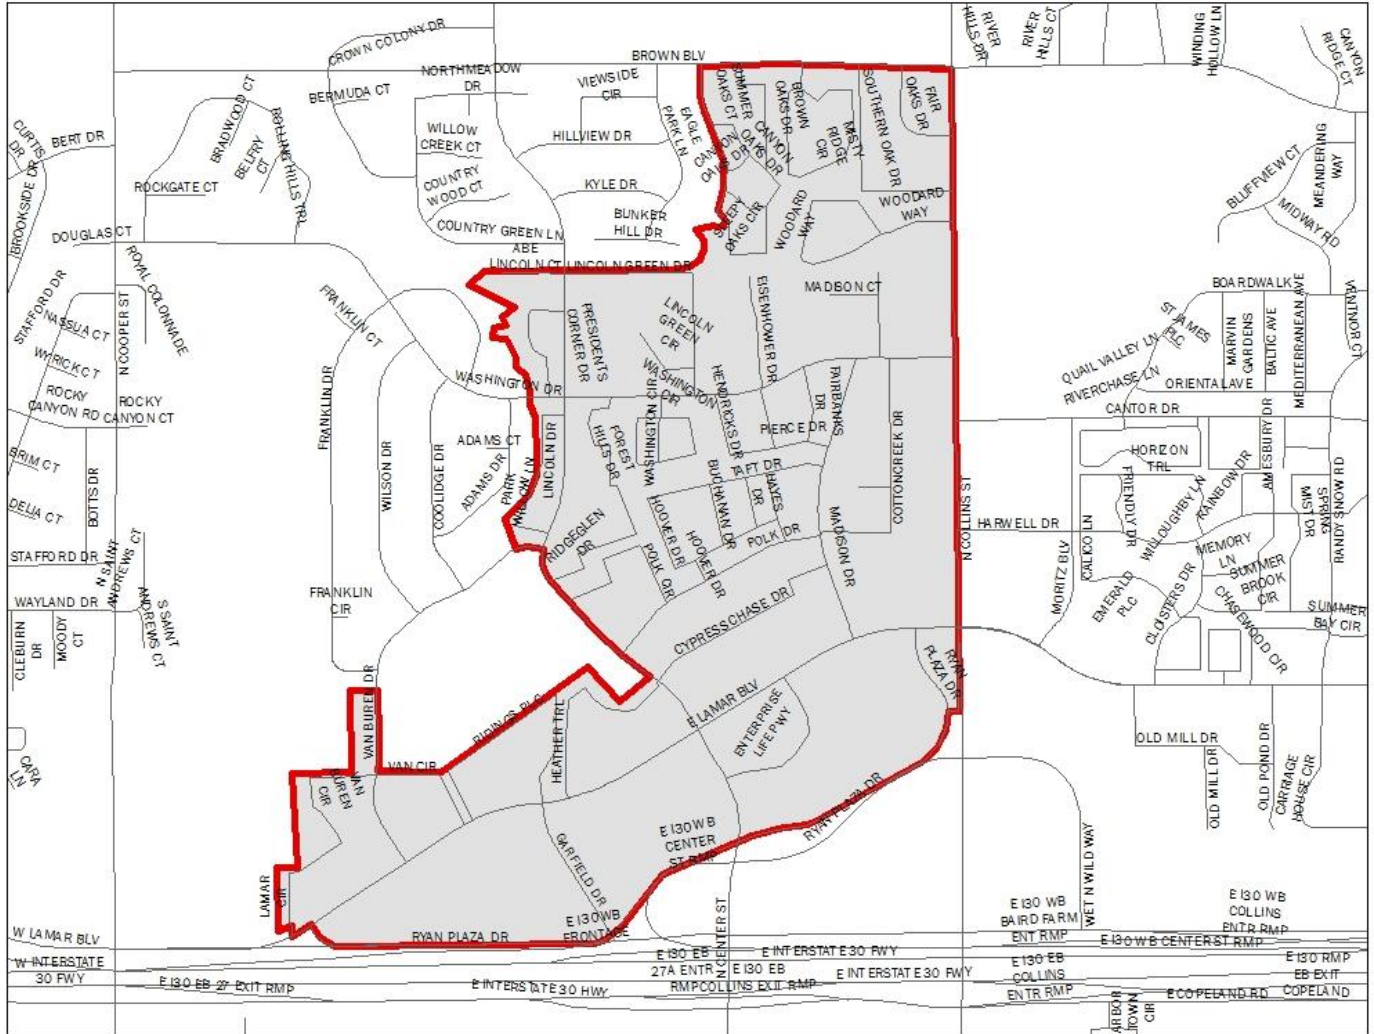 CROWN COLONY DR
BROWN BLV
RIVER
HILLS DR
RIVER
HILLS CT
WINDING
HOLLOW LN
CANYON
RIDGE CT
NORTHMEADOW
DR
BERMUDA CT
VIEWSIDE
CIR
SUMMER
OAKS CT
BROWN
OAKS DR
SOUTHERN OAK DR
FAIR
OAKS DR
CURTIS
DR
BERT DR
BRADWOOD CT
BELFRY
CT
ROLLING HILLS TRL
WILLOW
CREEK CT
HILLVIEW DR
EAGLE
PARK LN
CANYON
OAKS DR
CANYON
OAKS DR
MISTY
RIDGE
CIR
MEANDERING
WAY
BLUFFVIEW CT
BROOKSIDE DR
ROCKGATE CT
COUNTRY
WOOD CT
KYLE DR
WOODARD
WAY
MIDWAY RD
DOUGLAS CT
COUNTRY GREEN LN
BUNKER
HILL DR
SLEEPY
OAKS CIR
WOODARD
WAY
ABE
LINCOLN CT
LINCOLN GREEN DR
STAFFORD DR
ROYAL COLONNADE
NASSUA CT
N COOPER ST
FRANKLIN CT
PRESIDENTS
CORNER DR
LINCOLN
GREEN
CIR
EISENHOWER DR
MADISON CT
BOARDWALK
VENTNOR CT
ST JAMES
PLC
MARVIN
GARDENS
BALTIC AVE
MEDITERRANEAN AVE
WYRICK CT
QUAIL VALLEY LN
RIVERCHASE LN
ORIENTAL AVE
WASHINGTON DR
WASHINGTON
CIR
ROCKY
CANYON RD
ROCKY
CANYON CT
FRANKLIN DR
WILSON DR
COOLIDGE DR
ADAMS CT
ADAMS DR
PARK
WILLOW LN
LINCOLN DR
FOREST
HILLS DR
WASHINGTON CIR
HENDRICKS DR
PIERCE DR
FAIRBANKS
DR
COTTONCREEK DR
CANTOR DR
AMESBURY DR
BRIM CT
BOTTS DR
DELIA CT
TAFT DR
BUCHANAN DR
HAYES
DR
HORIZON
TRL
FRIENDLY DR
WILLOUGHBY LN
RAINBOW DR
SPRING
MIST DR
RANDY SNOW RD
N COLLINS ST
HARWELL DR
STAFFORD DR
N SAINT
ANDREWS CT
RIDGEGLEN
DR
HOOVER DR
HOOVER DR
POLK DR
MADISON DR
MORITZ BLV
CALICO LN
MEMORY
LN
SUMMER
BROOK
CIR
WAYLAND DR
S SAINT
ANDREWS CT
FRANKLIN
CIR
POLK CIR
CYPRESS CHASE DR
EMERALD
PLC
CLOISTERS DR
CHASEWOOD CIR
SUMMER
BAY CIR
CLEBURN
DR
MOODY
CT
VAN BUREN DR
RIDINGS PLC
HEATHER TRL
E LAMAR BLV
ENTERPRISE
LIFE PWY
RYAN
PLAZA DR
CARA
LN
VAN
BUREN
CIR
VAN CIR
OLD MILL DR
OLD MILL DR
OLD POND DR
CARRIAGE
HOUSE CIR
RYAN PLAZA DR
E I30 WB
CENTER
ST RMP
GARFIELD DR
LAMAR
CIR
WET N WILD WAY
W LAMAR BLV
RYAN PLAZA DR
E I30 WB
FRONTAGE
N CENTER ST
E I30 WB
BAIRD FARM
ENT RMP
E I30 WB
COLLINS
ENTR RMP
E I30 WB CENTER ST RMP
W INTERSTATE
30 FWY
E I30 EB 27 EXIT RMP
E INTERSTATE 30 HWY
E I30 EB
27A ENTR
RMP
E INTERSTATE 30 FWY
E I30 EB
COLLINS EXIT RMP
E INTERSTATE 30 FWY
E I30 EB
COLLINS
ENTR RMP
E I30 RMP
EB EXIT
COPELAND
E COPELAND RD
ARBOR
TOWN
CIR